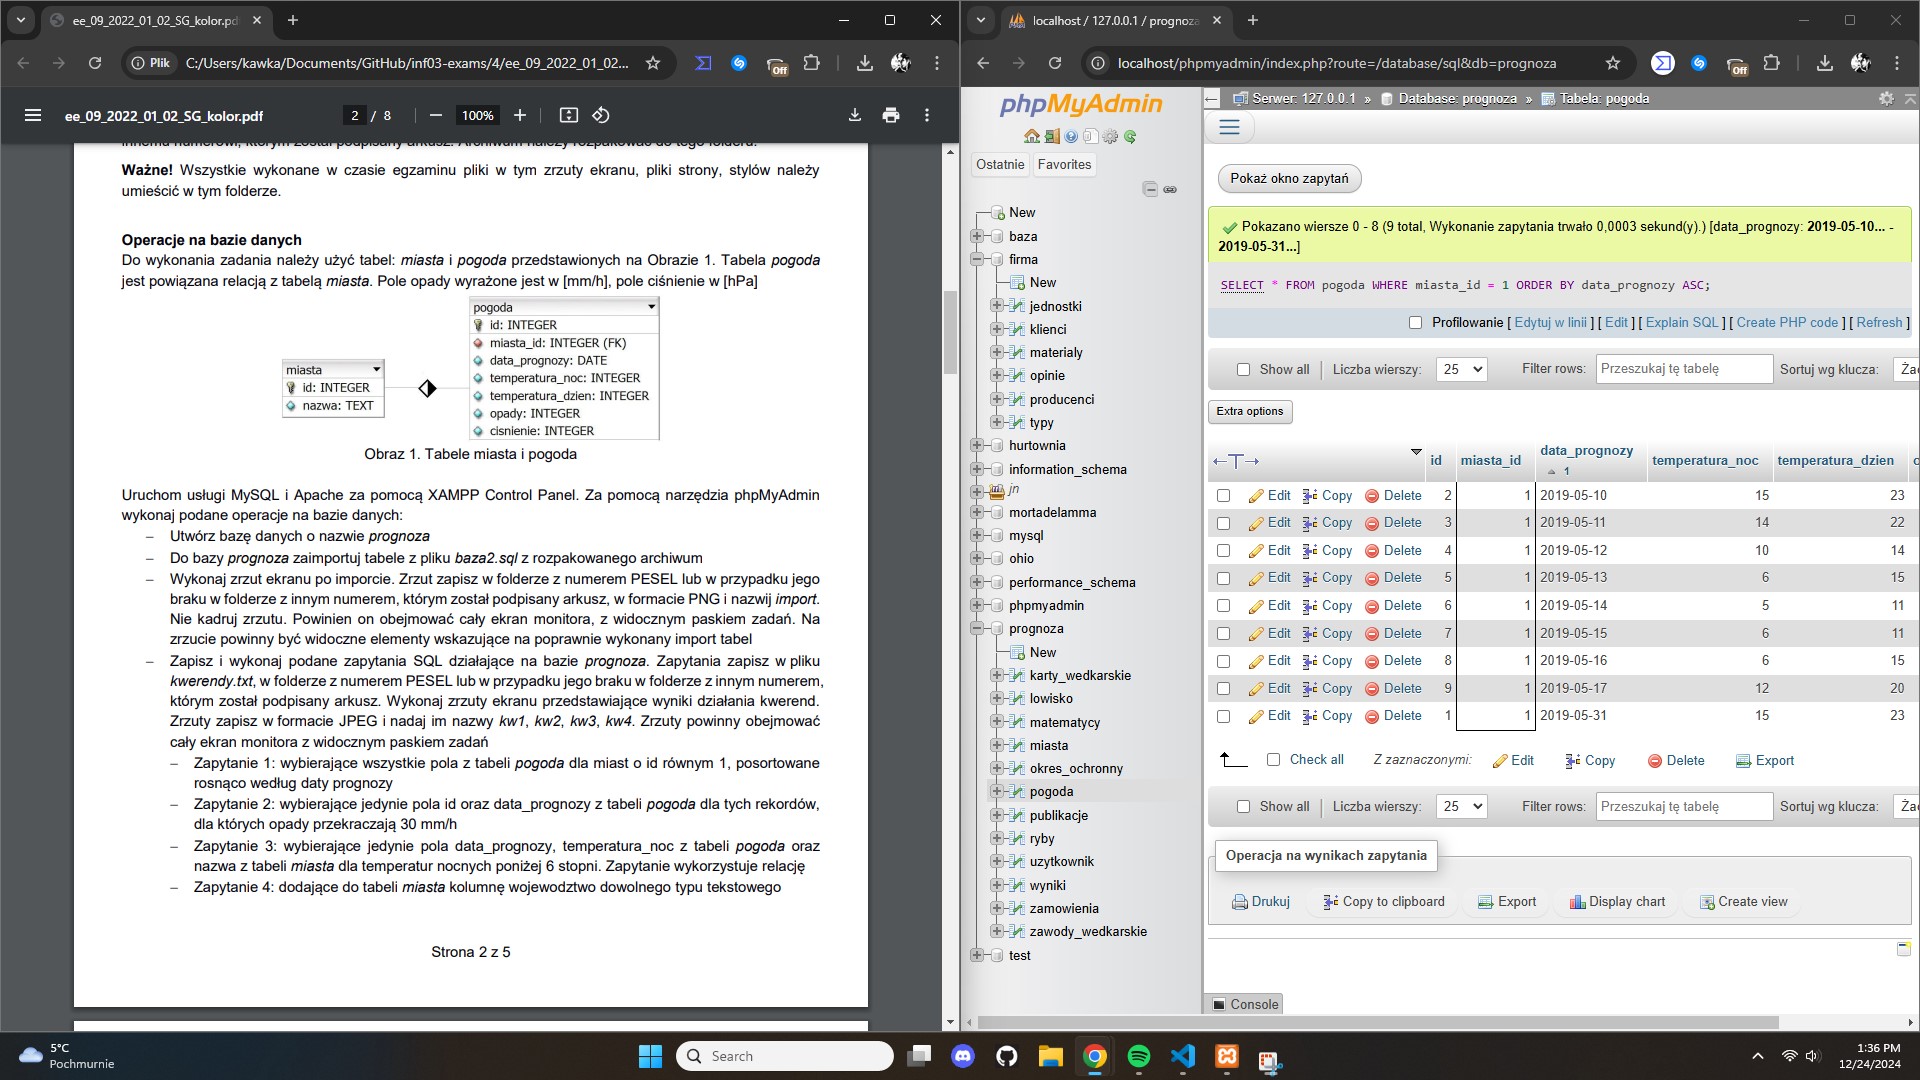 ee_09_2022_01_02_SG_kolor.pd
Plik
C:/Users/kawka/Documents/GitHub/inf03-exams/4/ee_09_2022_01_02...
Off
ee_09_2022_01_02_SG_kolor.pdf
2 / 8
100%
innemu numerowi, którym został podpisany arkusz. Archiwum należy rozpakować do tego folderu.
Ważne! Wszystkie wykonane w czasie egzaminu pliki w tym zrzuty ekranu, pliki strony, stylów należy
umieścić w tym folderze.
Operacje na bazie danych
Do wykonania zadania należy użyć tabel: miasta i pogoda przedstawionych na Obrazie 1. Tabela pogoda
jest powiązana relacją z tabelą miasta. Pole opady wyrażone jest w [mm/h], pole ciśnienie w [hPa]
pogoda
id: INTEGER
miasta_id: INTEGER (FK)
data_prognozy: DATE
temperatura_noc: INTEGER
temperatura_dzien: INTEGER
opady: INTEGER
cisnienie: INTEGER
miasta
id: INTEGER
nazwa: TEXT
Obraz 1. Tabele miasta i pogoda
Uruchom usługi MySQL i Apache za pomocą XAMPP Control Panel. Za pomocą narzędzia phpMyAdmin
wykonaj podane operacje na bazie danych:
– Utwórz bazę danych o nazwie prognoza
– Do bazy prognoza zaimportuj tabele z pliku baza2.sql z rozpakowanego archiwum
– Wykonaj zrzut ekranu po imporcie. Zrzut zapisz w folderze z numerem PESEL lub w przypadku jego
braku w folderze z innym numerem, którym został podpisany arkusz, w formacie PNG i nazwij import.
Nie kadruj zrzutu. Powinien on obejmować cały ekran monitora, z widocznym paskiem zadań. Na
zrzucie powinny być widoczne elementy wskazujące na poprawnie wykonany import tabel
– Zapisz i wykonaj podane zapytania SQL działające na bazie prognoza. Zapytania zapisz w pliku
kwerendy.txt, w folderze z numerem PESEL lub w przypadku jego braku w folderze z innym numerem,
którym został podpisany arkusz. Wykonaj zrzuty ekranu przedstawiające wyniki działania kwerend.
Zrzuty zapisz w formacie JPEG i nadaj im nazwy kw1, kw2, kw3, kw4. Zrzuty powinny obejmować
cały ekran monitora z widocznym paskiem zadań
– Zapytanie 1: wybierające wszystkie pola z tabeli pogoda dla miast o id równym 1, posortowane
rosnąco według daty prognozy
– Zapytanie 2: wybierające jedynie pola id oraz data_prognozy z tabeli pogoda dla tych rekordów,
dla których opady przekraczają 30 mm/h
– Zapytanie 3: wybierające jedynie pola data_prognozy, temperatura_noc z tabeli pogoda oraz
nazwa z tabeli miasta dla temperatur nocnych poniżej 6 stopni. Zapytanie wykorzystuje relację
– Zapytanie 4: dodające do tabeli miasta kolumnę wojewodztwo dowolnego typu tekstowego
Strona 2 z 5
localhost / 127.0.0.1 / prognoza
localhost/phpmyadmin/index.php?route=/database/sql&db=prognoza
Off
phpMyAdmin
Ostatnie Favorites
New
baza
firma
New
jednostki
klienci
materialy
opinie
producenci
typy
hurtownia
information_schema
jn
mortadelamma
mysql
ohio
performance_schema
phpmyadmin
prognoza
New
karty_wedkarskie
lowisko
matematycy
miasta
okres_ochronny
pogoda
publikacje
ryby
uzytkownik
wyniki
zamowienia
zawody_wedkarskie
test
Serwer: 127.0.0.1 » Database: prognoza » Tabela: pogoda
Pokaż okno zapytań
Pokazano wiersze 0 - 8 (9 total, Wykonanie zapytania trwało 0,0003 sekund(y).) [data_prognozy: 2019-05-10... -
2019-05-31...]
SELECT * FROM pogoda WHERE miasta_id = 1 ORDER BY data_prognozy ASC;
Profilowanie [ Edytuj w linii ] [ Edit ] [ Explain SQL ] [ Create PHP code ] [ Refresh ]
Show all Liczba wierszy: 25 Filter rows: Przeszukaj tę tabelę Sortuj wg klucza: Żac
Extra options
id miasta_id data_prognozy 1 temperatura_noc temperatura_dzien
Edit Copy Delete 2 1 2019-05-10 15 23
Edit Copy Delete 3 1 2019-05-11 14 22
Edit Copy Delete 4 1 2019-05-12 10 14
Edit Copy Delete 5 1 2019-05-13 6 15
Edit Copy Delete 6 1 2019-05-14 5 11
Edit Copy Delete 7 1 2019-05-15 6 11
Edit Copy Delete 8 1 2019-05-16 6 15
Edit Copy Delete 9 1 2019-05-17 12 20
Edit Copy Delete 1 1 2019-05-31 15 23
Check all Z zaznaczonymi: Edit Copy Delete Export
Show all Liczba wierszy: 25 Filter rows: Przeszukaj tę tabelę Sortuj wg klucza: Żac
Operacja na wynikach zapytania
Drukuj Copy to clipboard Export Display chart Create view
Console
5°C
Pochmurnie
Search
1:36 PM
12/24/2024